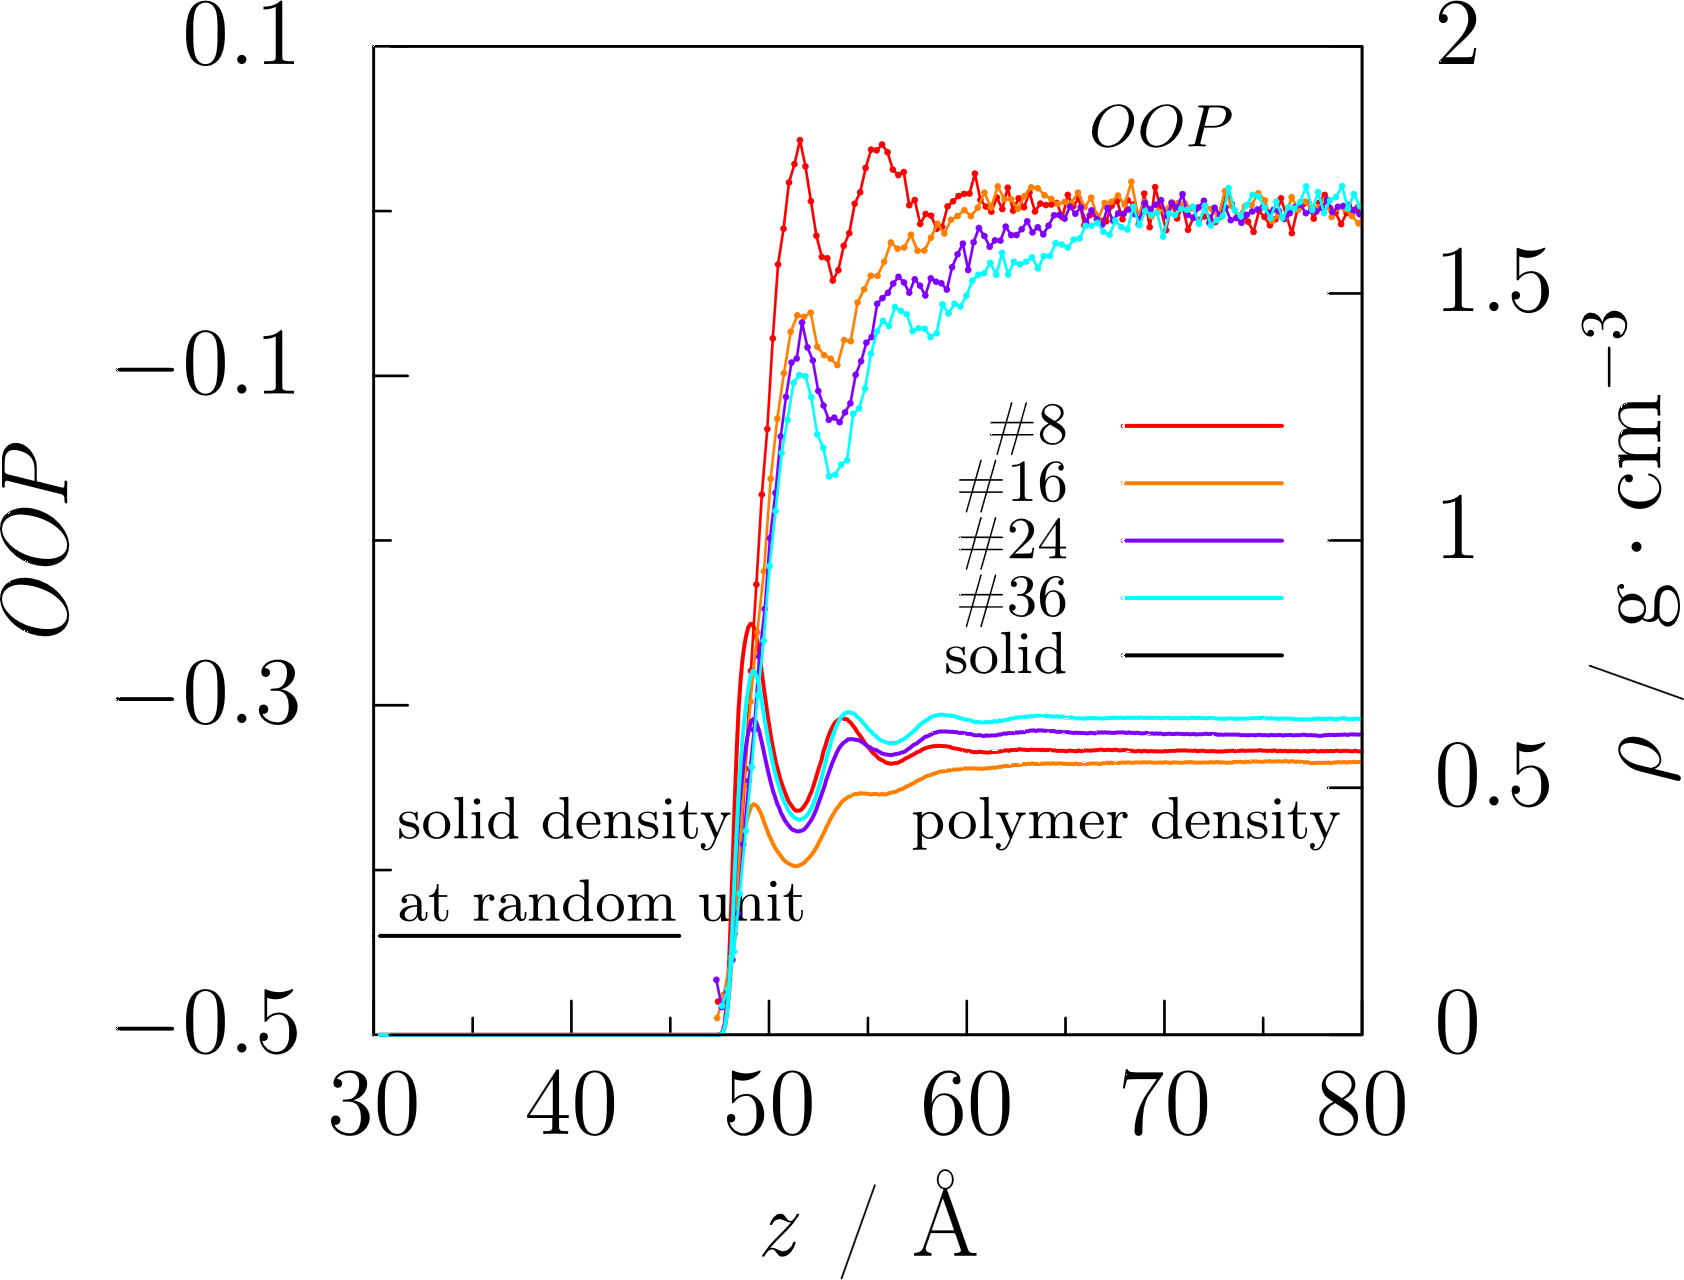 0.1
−0.1
−0.3
−0.5
OOP
2
1.5
1
0.5
0
ρ / g · cm⁻³
OOP
#8
#16
#24
#36
solid
solid density
at random unit
polymer density
30 40 50 60 70 80
z / Å